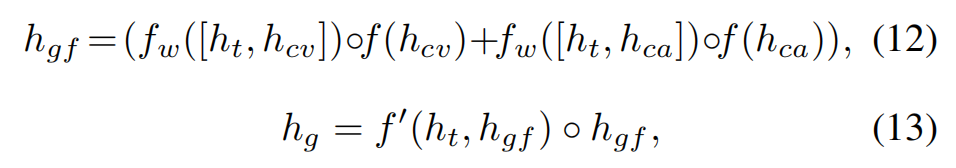 h_{gf} = (f_w([h_t, h_{cv}])∘f(h_{cv})+f_w([h_t, h_{ca}])∘f(h_{ca})), (12)
h_g = f′(h_t, h_{gf}) ∘ h_{gf}, (13)